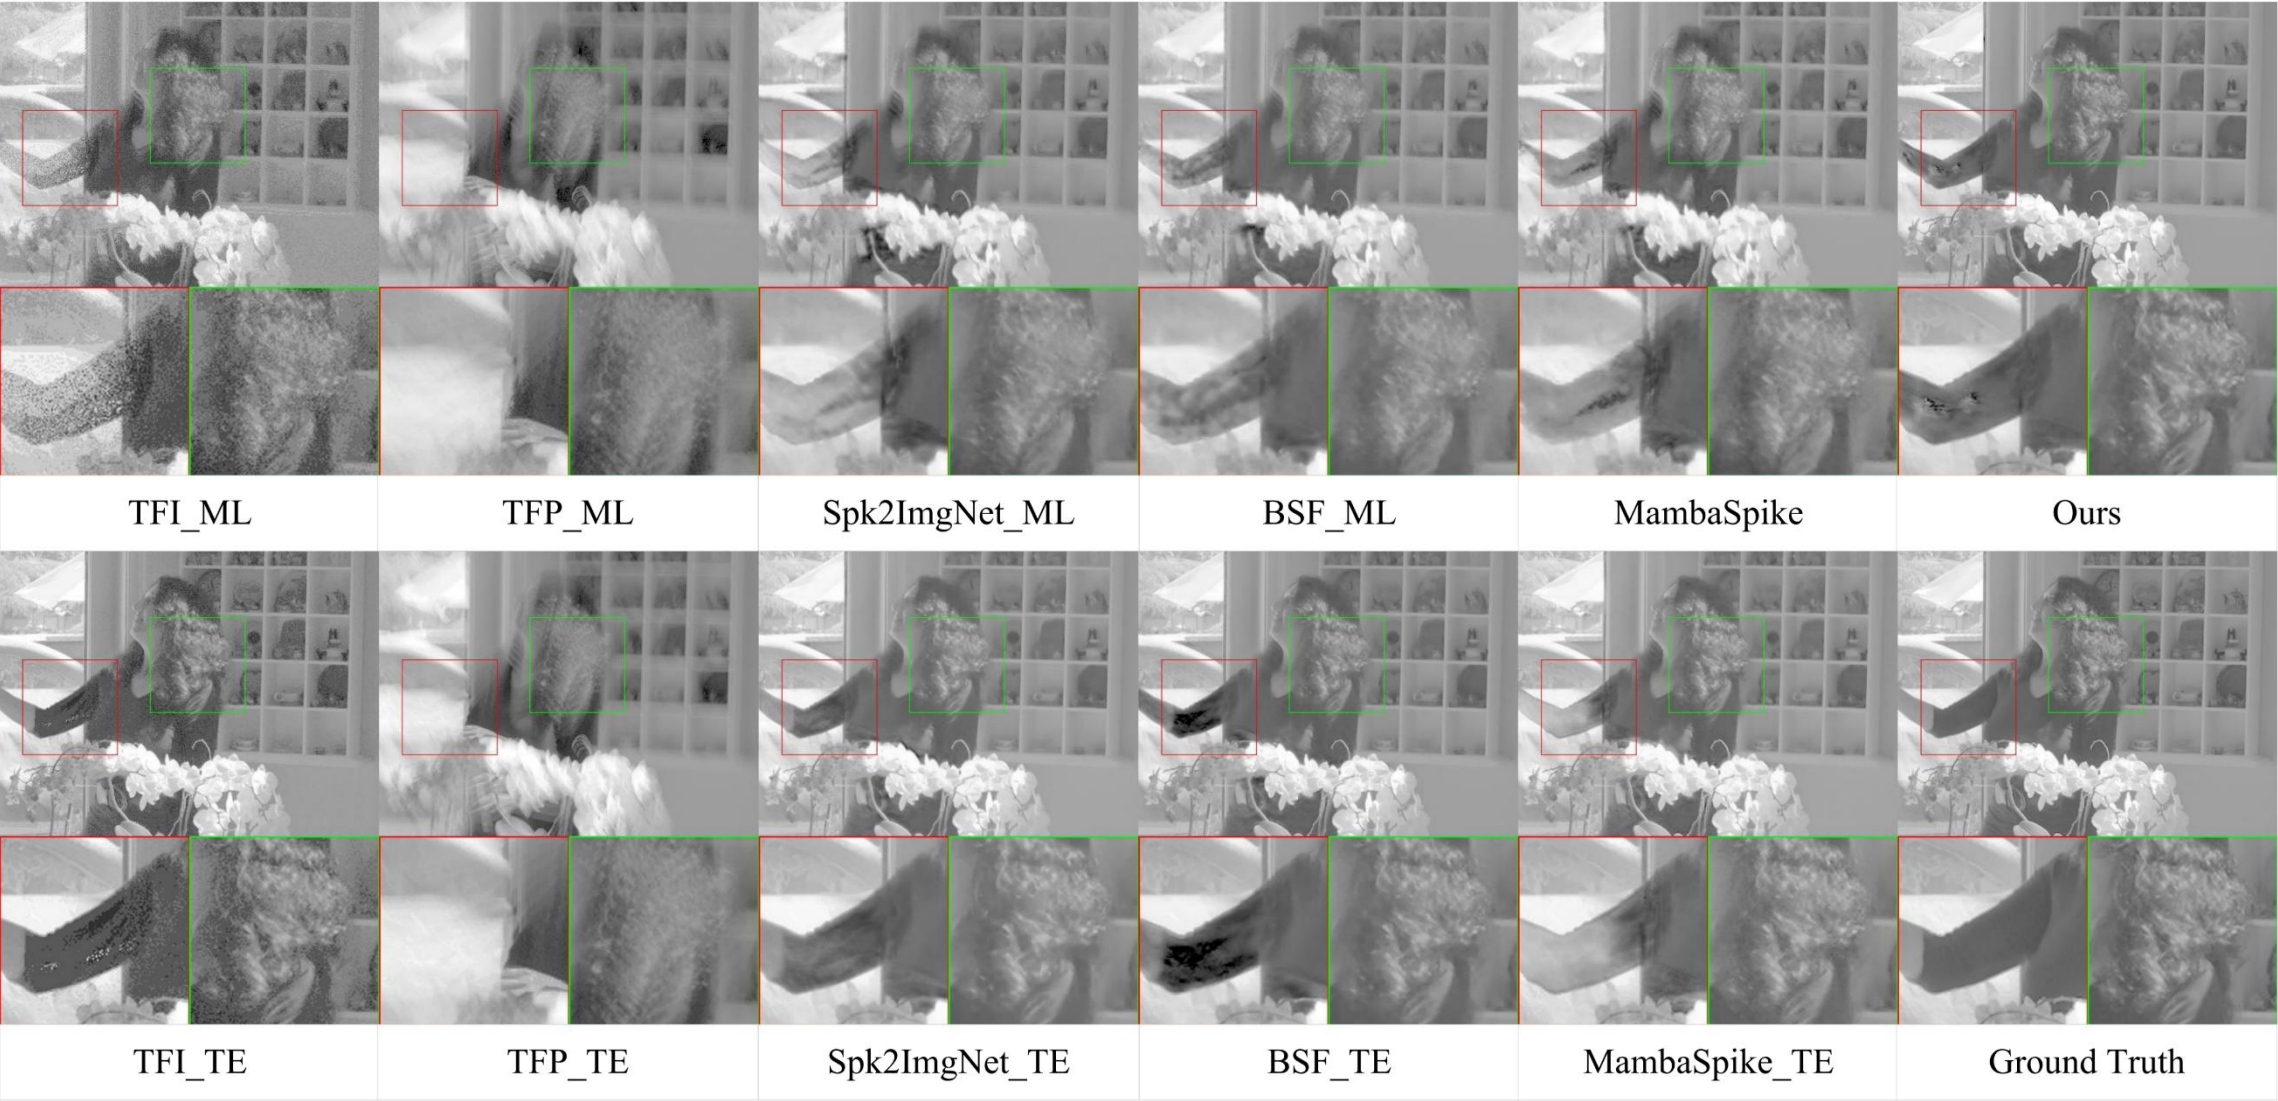 TFI_ML
TFP_ML
Spk2ImgNet_ML
BSF_ML
MambaSpike
Ours
TFI_TE
TFP_TE
Spk2ImgNet_TE
BSF_TE
MambaSpike_TE
Ground Truth